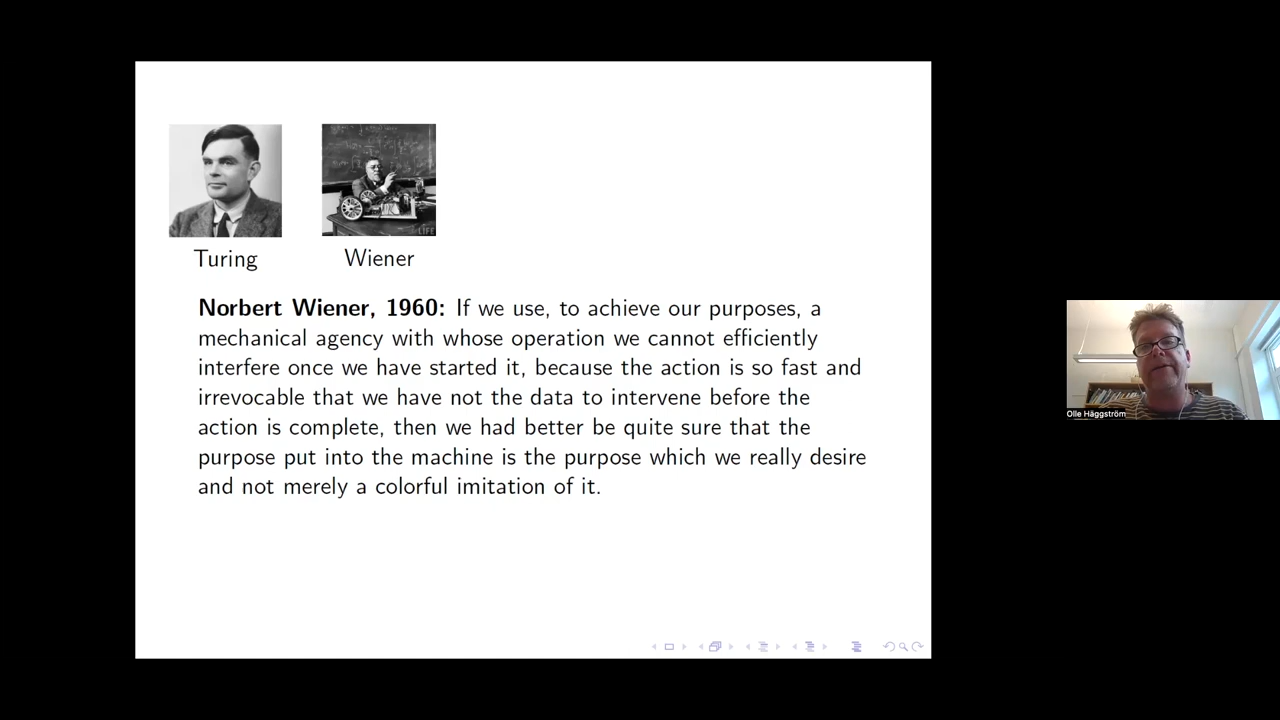 LIFE
Turing
Wiener
Norbert Wiener, 1960: If we use, to achieve our purposes, a
mechanical agency with whose operation we cannot efficiently
interfere once we have started it, because the action is so fast and
irrevocable that we have not the data to intervene before the
action is complete, then we had better be quite sure that the
purpose put into the machine is the purpose which we really desire
and not merely a colorful imitation of it.
Olle Häggström